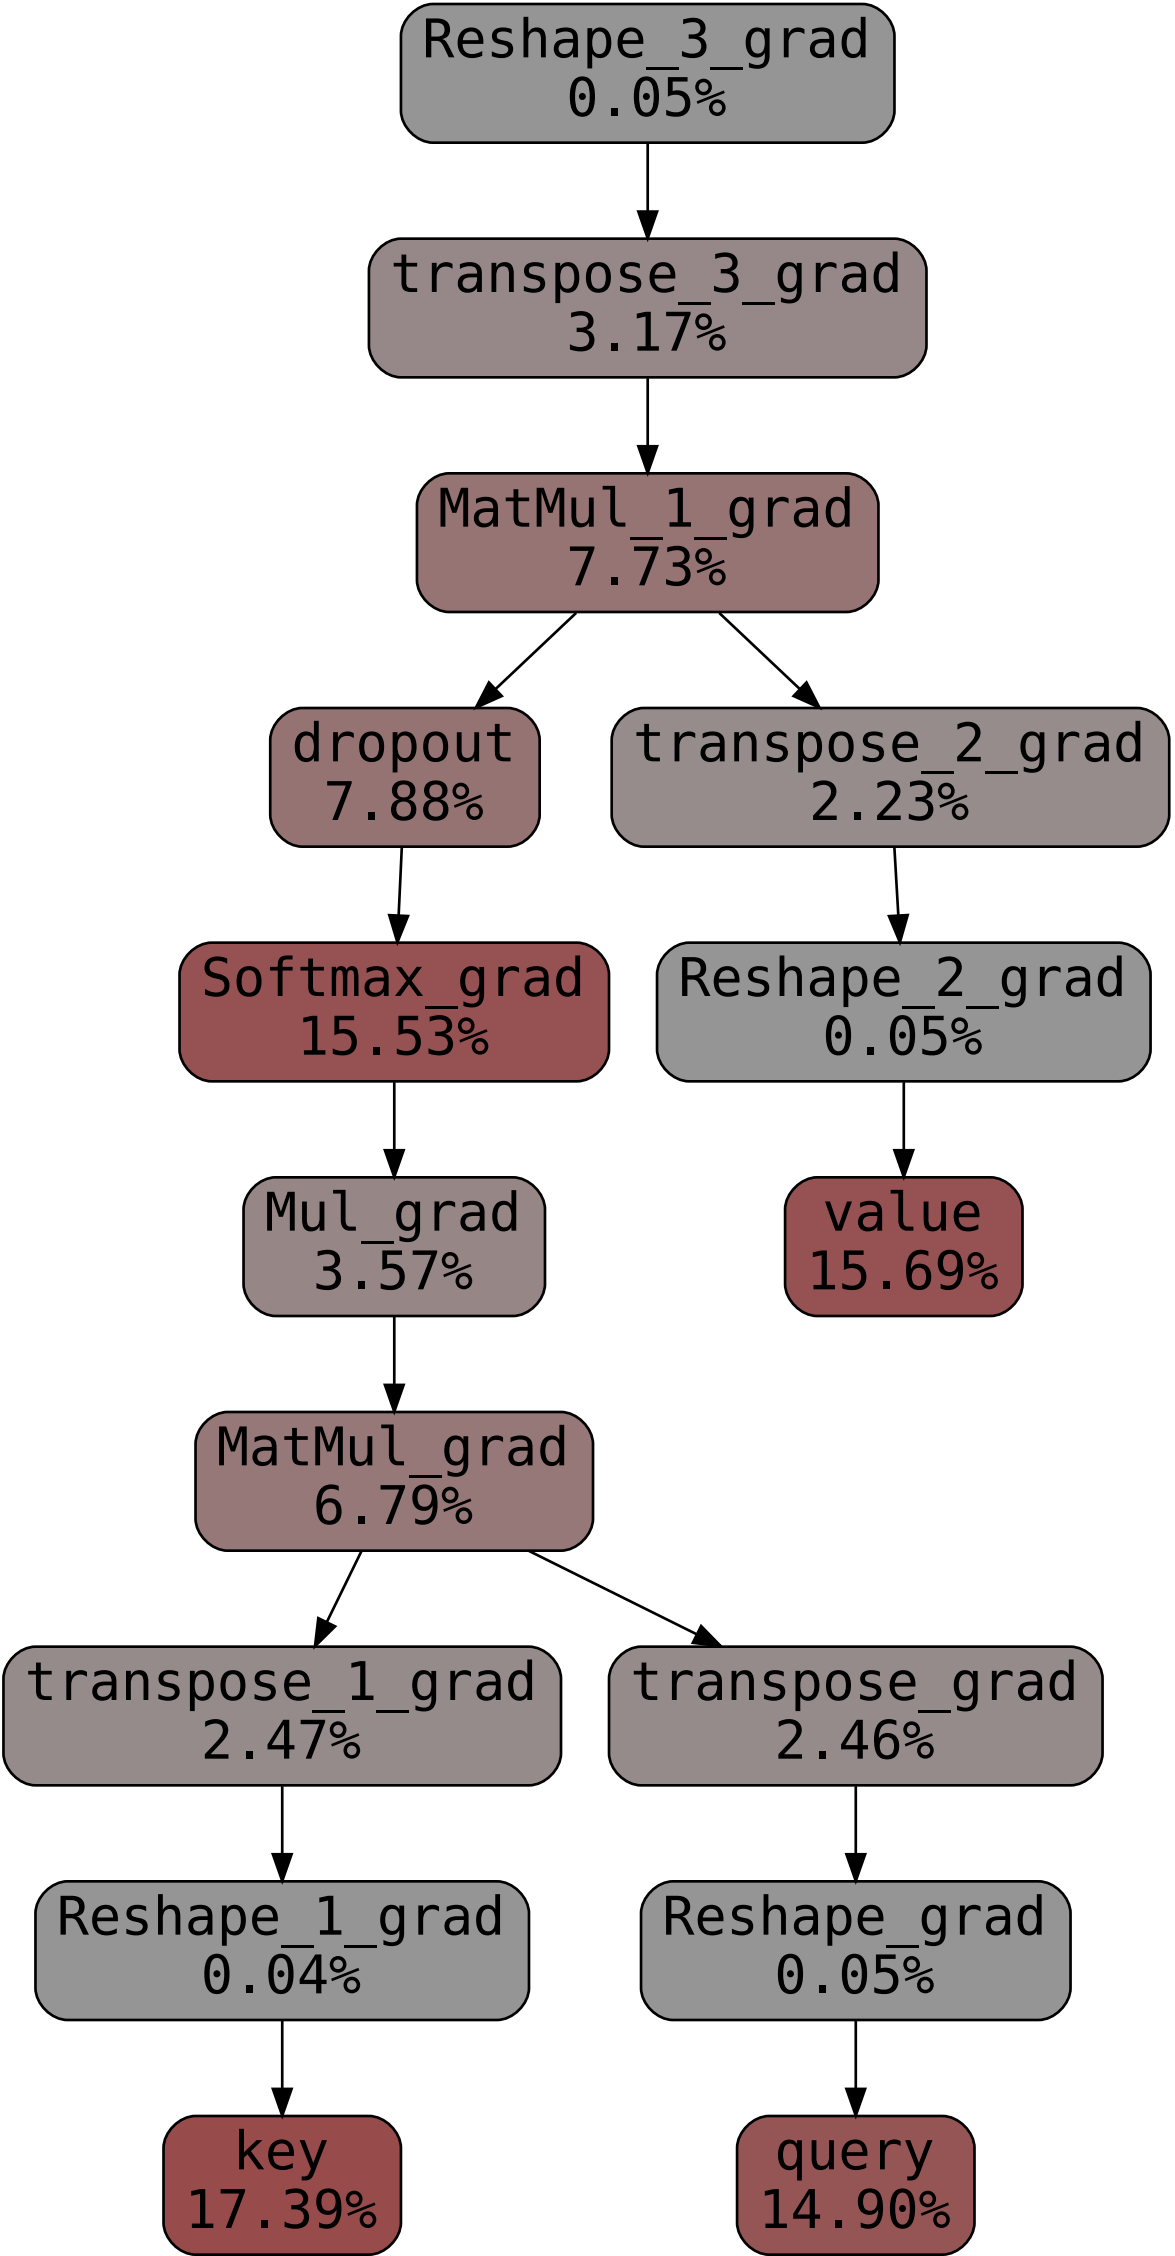 Reshape_3_grad
0.05%
transpose_3_grad
3.17%
MatMul_1_grad
7.73%
dropout
7.88%
transpose_2_grad
2.23%
Softmax_grad
15.53%
Reshape_2_grad
0.05%
Mul_grad
3.57%
value
15.69%
MatMul_grad
6.79%
transpose_1_grad
2.47%
transpose_grad
2.46%
Reshape_1_grad
0.04%
Reshape_grad
0.05%
key
17.39%
query
14.90%